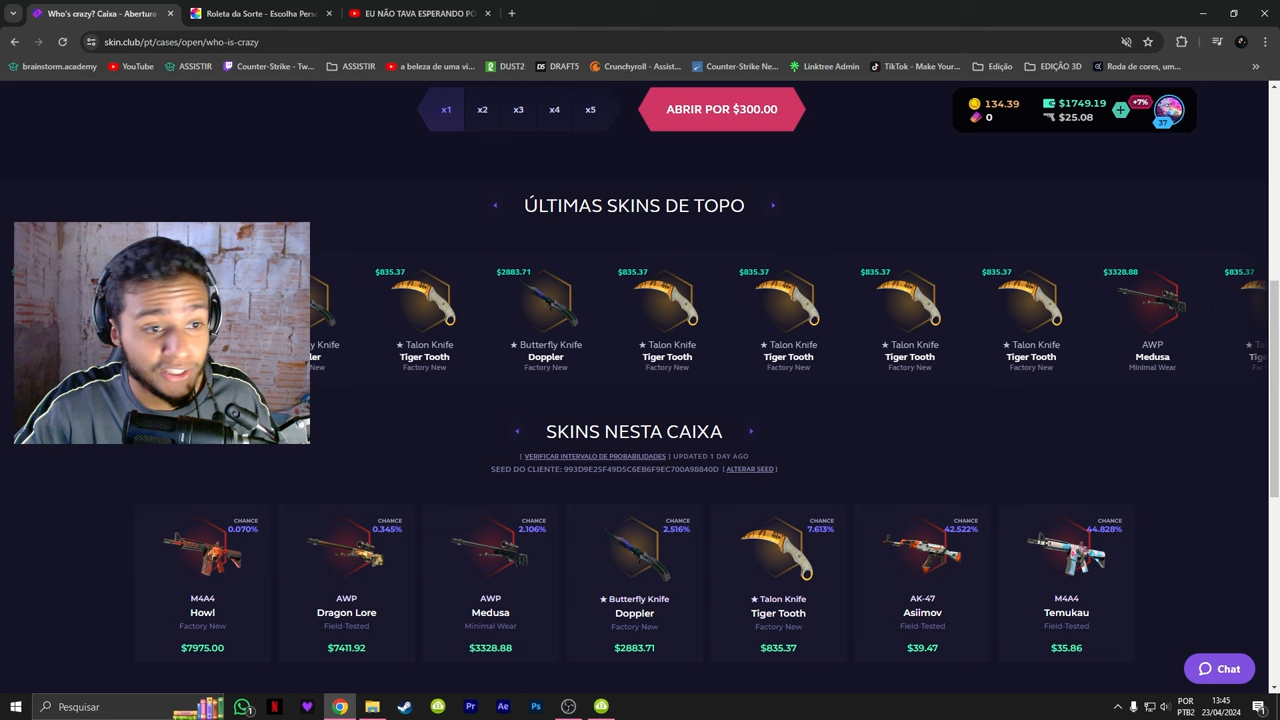 Who's crazy? Caixa - Abertura
Roleta da Sorte - Escolha Pers
EU NÃO TAVA ESPERANDO PO
skin.club/pt/cases/open/who-is-crazy
brainstorm.academy
YouTube
ASSISTIR
Counter-Strike - Tw...
ASSISTIR
a beleza de uma vi...
DUST2
DRAFT5
Crunchyroll - Assist...
Counter-Strike Ne...
Linktree Admin
TikTok - Make Your...
Edição
EDIÇÃO 3D
Roda de cores, um...
x1
x2
x3
x4
x5
ABRIR POR $300.00
134.39
$1749.19
0
$25.08
+7%
37
ÚLTIMAS SKINS DE TOPO
$835.37
$2883.71
$835.37
$835.37
$835.37
$835.37
$3328.88
$835.37
★ Talon Knife
Tiger Tooth
Factory New
★ Butterfly Knife
Doppler
Factory New
★ Talon Knife
Tiger Tooth
Factory New
★ Talon Knife
Tiger Tooth
Factory New
★ Talon Knife
Tiger Tooth
Factory New
★ Talon Knife
Tiger Tooth
Factory New
AWP
Medusa
Minimal Wear
SKINS NESTA CAIXA
[ VERIFICAR INTERVALO DE PROBABILIDADES ] UPDATED 1 DAY AGO
SEED DO CLIENTE: 993D9E25F49D5C6EB6F9EC700A98840D [ ALTERAR SEED ]
CHANCE
0.070%
M4A4
Howl
Factory New
$7975.00
CHANCE
0.345%
AWP
Dragon Lore
Field-Tested
$7411.92
CHANCE
2.106%
AWP
Medusa
Minimal Wear
$3328.88
CHANCE
2.516%
★ Butterfly Knife
Doppler
Factory New
$2883.71
CHANCE
7.613%
★ Talon Knife
Tiger Tooth
Factory New
$835.37
CHANCE
42.522%
AK-47
Asiimov
Field-Tested
$39.47
CHANCE
44.828%
M4A4
Temukau
Field-Tested
$35.86
Chat
Pesquisar
POR
PTB2
13:45
23/04/2024